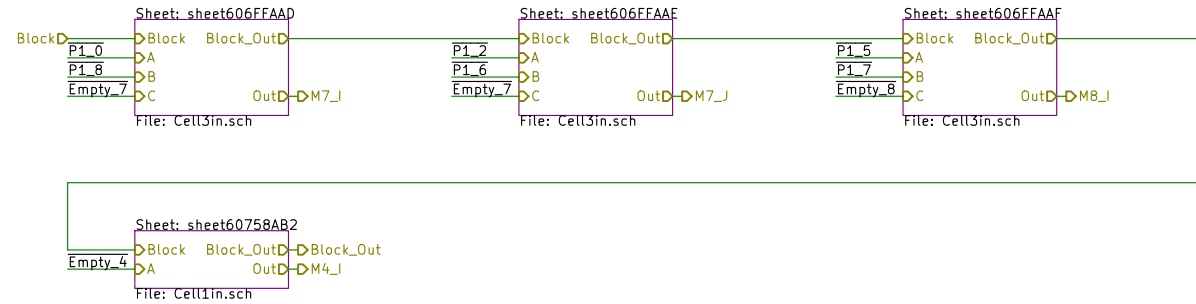 Sheet: sheet606FFAAD
Sheet: sheet606FFAAE
Sheet: sheet606FFAAF
Block Block Block_Out Block Block_Out Block Block_Out
P1_0 A P1_2 A P1_5 A
P1_8 B P1_6 B P1_7 B
Empty_7 C Out M7_I Empty_7 C Out M7_J Empty_8 C Out M8_I
File: Cell3in.sch
File: Cell3in.sch
File: Cell3in.sch
Sheet: sheet60758AB2
Block Block_Out Block_Out
Empty_4 A Out M4_I
File: Cell1in.sch